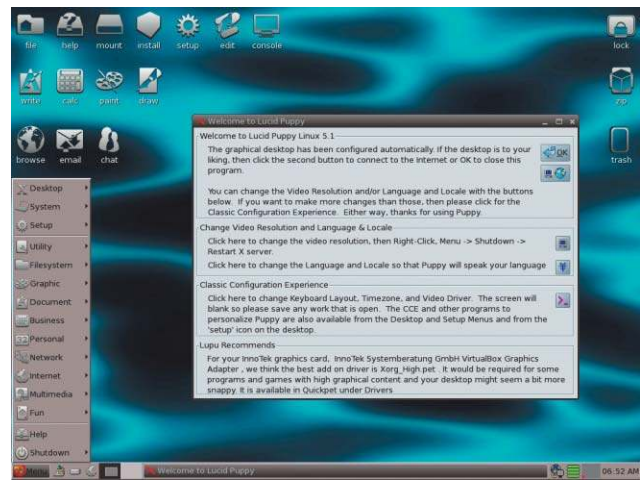 file help mount install setup edit console lock
write calc paint draw zip
browse email chat trash
Welcome to Lucid Puppy
Welcome to Lucid Puppy Linux 5.1
The graphical desktop has been configured automatically. If the desktop is to your
liking, then click the second button to connect to the Internet or OK to close this
program.
OK
You can change the Video Resolution and/or Language and Locale with the buttons
below. If you want to make more changes than those, then please click for the
Classic Configuration Experience. Either way, thanks for using Puppy.
Change Video Resolution and Language & Locale
Click here to change the video resolution, then Right-Click, Menu -> Shutdown ->
Restart X server.
Click here to change the Language and Locale so that Puppy will speak your language
Classic Configuration Experience
Click here to change Keyboard Layout, Timezone, and Video Driver. The screen will
blank so please save any work that is open. The CCE and other programs to
personalize Puppy are also available from the Desktop and Setup Menus and from the
'setup' icon on the desktop.
Lupu Recommends
For your InnoTek graphics card, InnoTek Systemberatung GmbH VirtualBox Graphics
Adapter , we think the best add on driver is Xorg_High.pet . It would be required for some
programs and games with high graphical content and your desktop might seem a bit more
snappy. It is available in Quickpet under Drivers
Desktop
System
Setup
Utility
Filesystem
Graphic
Document
Business
Personal
Network
Internet
Multimedia
Fun
Help
Shutdown
Menu
Welcome to Lucid Puppy
06:52 AM